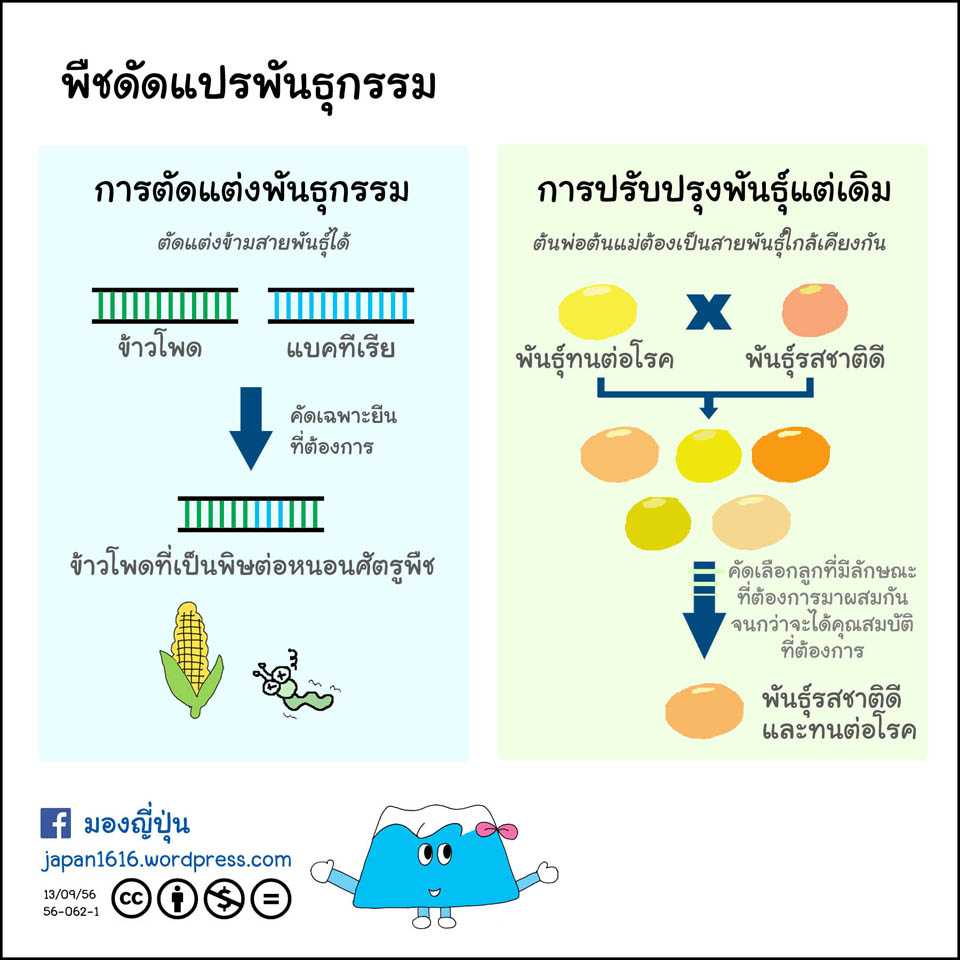 พืชดัดแปรพันธุกรรม
การตัดแต่งพันธุกรรม
ตัดแต่งข้ามสายพันธุ์ได้
ข้าวโพด
แบคทีเรีย
คัดเฉพาะยีน
ที่ต้องการ
ข้าวโพดที่เป็นพิษต่อหนอนศัตรูพืช
การปรับปรุงพันธุ์แต่เดิม
ต้นพ่อต้นแม่ต้องเป็นสายพันธุ์ใกล้เคียงกัน
X
พันธุ์ทนต่อโรค
พันธุ์รสชาติดี
คัดเลือกลูกที่มีลักษณะ
ที่ต้องการมาผสมกัน
จนกว่าจะได้คุณสมบัติ
ที่ต้องการ
พันธุ์รสชาติดี
และทนต่อโรค
f มองญี่ปุ่น
japan1616.wordpress.com
13/09/56
56-062-1
cc